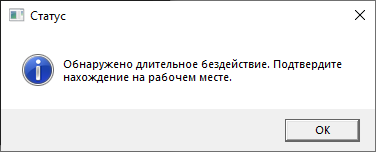 Статус
Обнаружено длительное бездействие. Подтвердите
нахождение на рабочем месте.
OK